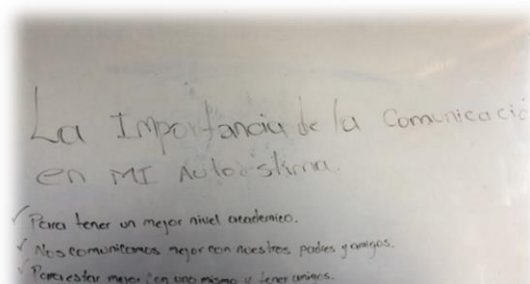 La Importancia de la Comunicació
en MI Autoestima.
✓ Para tener un mejor nivel academico.
✓ Nos comunicamos mejor con nuestros padres y amigos.
✓ Para estar mejor con uno mismo y tener amigos.